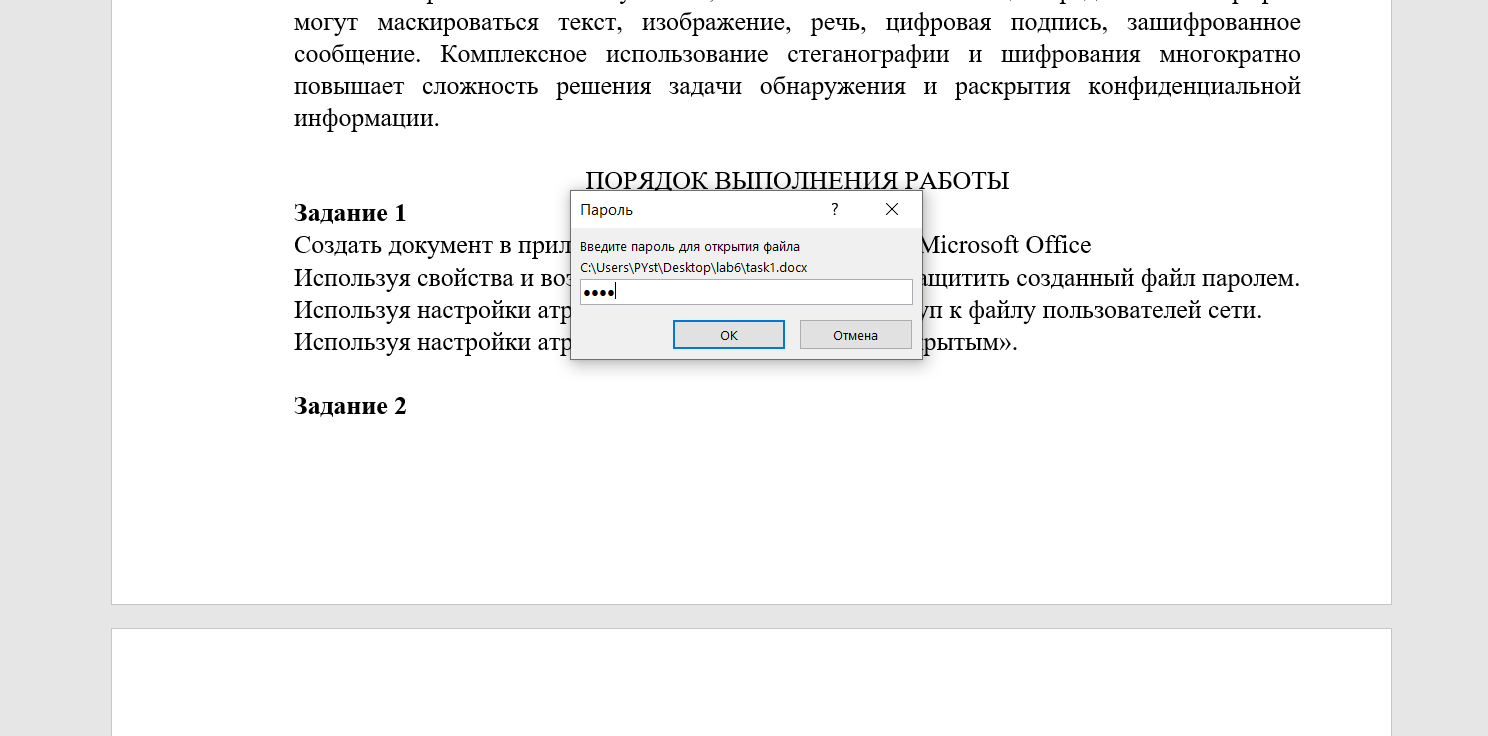 могут маскироваться текст, изображение, речь, цифровая подпись, зашифрованное
сообщение. Комплексное использование стеганографии и шифрования многократно
повышает сложность решения задачи обнаружения и раскрытия конфиденциальной
информации.
ПОРЯДОК ВЫПОЛНЕНИЯ РАБОТЫ
Задание 1
Создать документ в прил Microsoft Office
Используя свойства и воз ащитить созданный файл паролем.
Используя настройки атр уп к файлу пользователей сети.
Используя настройки атр рытым».
Пароль ?
Введите пароль для открытия файла
C:\Users\PYst\Desktop\lab6\task1.docx
••••
ОК Отмена
Задание 2